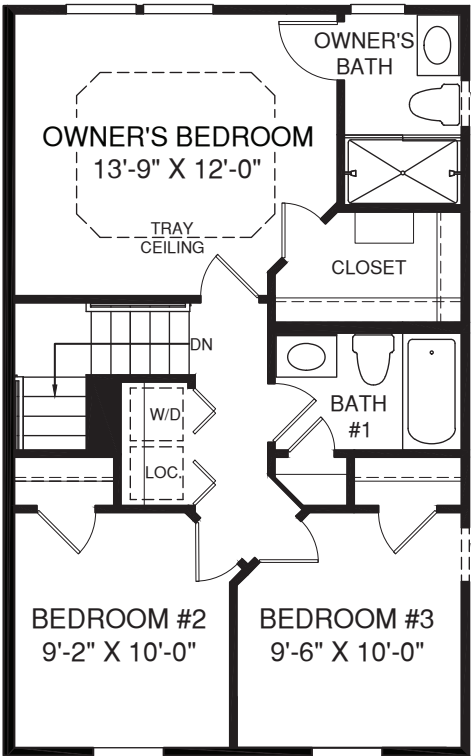 OWNER'S
BATH
OWNER'S BEDROOM
13'-9" X 12'-0"
TRAY
CEILING
CLOSET
DN
W/D
LOC.
BATH
#1
BEDROOM #2
9'-2" X 10'-0"
BEDROOM #3
9'-6" X 10'-0"